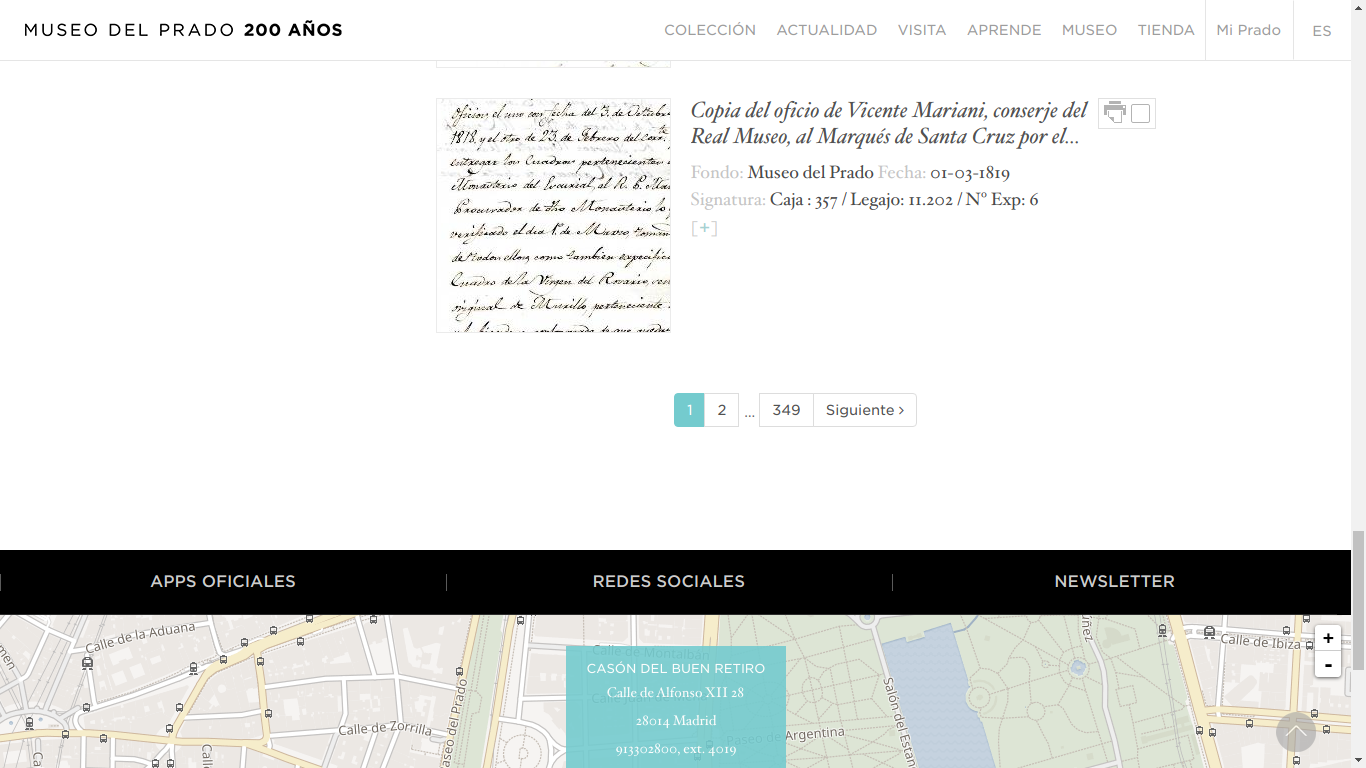 MUSEO DEL PRADO 200 AÑOS
COLECCIÓN ACTUALIDAD VISITA APRENDE MUSEO TIENDA Mi Prado ES
Copia del oficio de Vicente Mariani, conserje del
Real Museo, al Marqués de Santa Cruz por el...
Fondo: Museo del Prado Fecha: 01-03-1819
Signatura: Caja : 357 / Legajo: 11.202 / Nº Exp: 6
[+]
oficios, el uno con fecha del 3, de Octubre
1818, y el otro de 23, de Febrero del corr.te
entregar los Cuadros pertenecientes
Monasterio del Escurial, al R. P.
Procurador de dho Monasterio lo
verificado el dia 1º de Marzo,
de todos ellos, como tambien
Cuadro de la Virgen del Rosario,
original de Murillo, perteneciente
1 2 ... 349 Siguiente ›
APOS OFICIALES REDES SOCIALES NEWSLETTER
Calle de la Aduana
Calle de Montalbán
Calle de Ibiza
+
-
CASÓN DEL BUEN RETIRO
Calle de Alfonso XII 28
28014 Madrid
913302800, ext. 4019
Calle de Zorrilla
Paseo del Prado
Paseo de Argentina
Salón del Estan